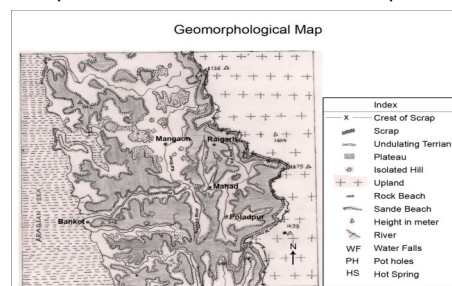 Geomorphological Map
Mangaon
Raigarh
Mahad
Poladpur
Bankot
ARABIAN SEA
N
Index
X Crest of Scrap
Scrap
Undulating Terrian
Plateau
Isolated Hill
Upland
Rock Beach
Sande Beach
Height in meter
River
WF Water Falls
PH Pot holes
HS Hot Spring